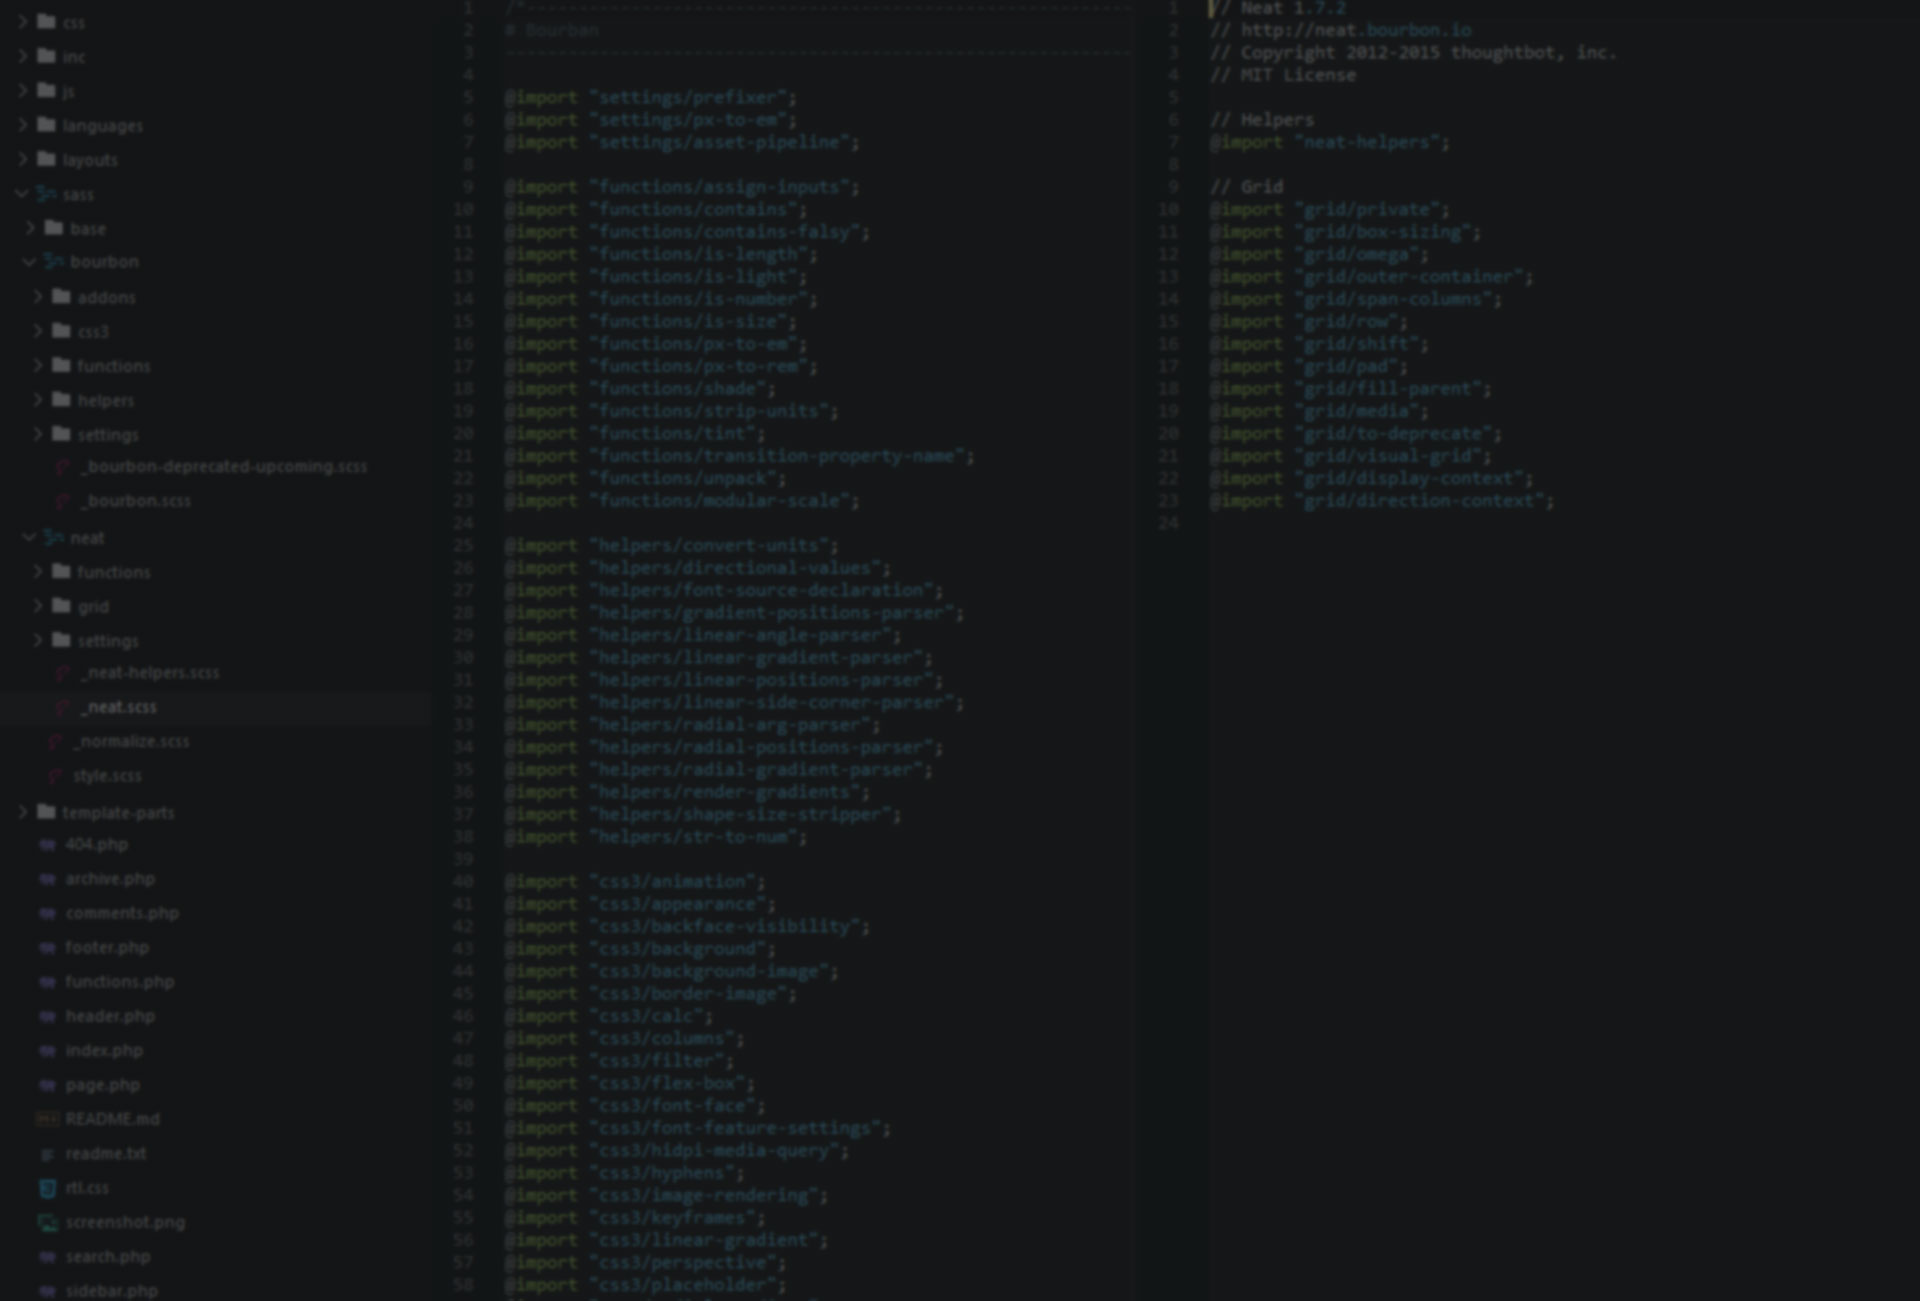 css
inc
js
languages
layouts
sass
base
bourbon
addons
css3
functions
helpers
settings
_bourbon-deprecated-upcoming.scss
_bourbon.scss
neat
functions
grid
settings
_neat-helpers.scss
_neat.scss
_normalize.scss
style.scss
template-parts
404.php
archive.php
comments.php
footer.php
functions.php
header.php
index.php
page.php
README.md
readme.txt
rtl.css
screenshot.png
search.php
sidebar.php
1 /*------------------------------------------------------------
2 # Bourban
3 ------------------------------------------------------------
4
5 @import "settings/prefixer";
6 @import "settings/px-to-em";
7 @import "settings/asset-pipeline";
8
9 @import "functions/assign-inputs";
10 @import "functions/contains";
11 @import "functions/contains-falsy";
12 @import "functions/is-length";
13 @import "functions/is-light";
14 @import "functions/is-number";
15 @import "functions/is-size";
16 @import "functions/px-to-em";
17 @import "functions/px-to-rem";
18 @import "functions/shade";
19 @import "functions/strip-units";
20 @import "functions/tint";
21 @import "functions/transition-property-name";
22 @import "functions/unpack";
23 @import "functions/modular-scale";
24
25 @import "helpers/convert-units";
26 @import "helpers/directional-values";
27 @import "helpers/font-source-declaration";
28 @import "helpers/gradient-positions-parser";
29 @import "helpers/linear-angle-parser";
30 @import "helpers/linear-gradient-parser";
31 @import "helpers/linear-positions-parser";
32 @import "helpers/linear-side-corner-parser";
33 @import "helpers/radial-arg-parser";
34 @import "helpers/radial-positions-parser";
35 @import "helpers/radial-gradient-parser";
36 @import "helpers/render-gradients";
37 @import "helpers/shape-size-stripper";
38 @import "helpers/str-to-num";
39
40 @import "css3/animation";
41 @import "css3/appearance";
42 @import "css3/backface-visibility";
43 @import "css3/background";
44 @import "css3/background-image";
45 @import "css3/border-image";
46 @import "css3/calc";
47 @import "css3/columns";
48 @import "css3/filter";
49 @import "css3/flex-box";
50 @import "css3/font-face";
51 @import "css3/font-feature-settings";
52 @import "css3/hidpi-media-query";
53 @import "css3/hyphens";
54 @import "css3/image-rendering";
55 @import "css3/keyframes";
56 @import "css3/linear-gradient";
57 @import "css3/perspective";
58 @import "css3/placeholder";
1 // Neat 1.7.2
2 // http://neat.bourbon.io
3 // Copyright 2012-2015 thoughtbot, inc.
4 // MIT License
5
6 // Helpers
7 @import "neat-helpers";
8
9 // Grid
10 @import "grid/private";
11 @import "grid/box-sizing";
12 @import "grid/omega";
13 @import "grid/outer-container";
14 @import "grid/span-columns";
15 @import "grid/row";
16 @import "grid/shift";
17 @import "grid/pad";
18 @import "grid/fill-parent";
19 @import "grid/media";
20 @import "grid/to-deprecate";
21 @import "grid/visual-grid";
22 @import "grid/display-context";
23 @import "grid/direction-context";
24